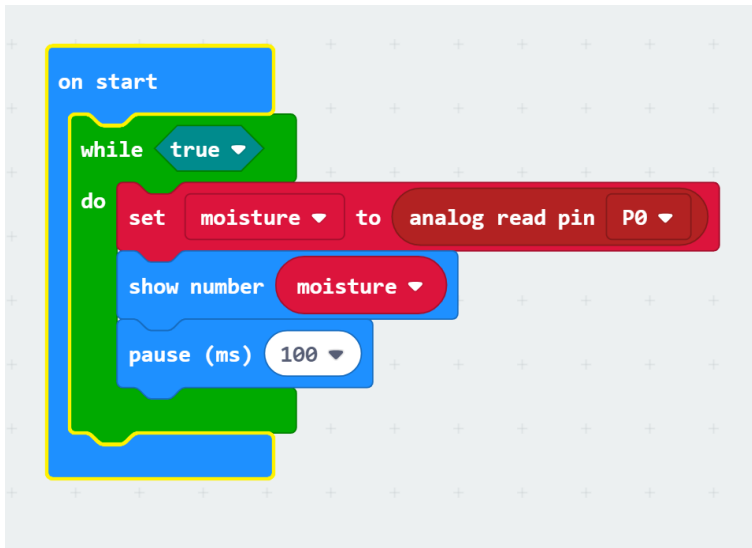 on start
while true
do
set moisture to analog read pin P0
show number moisture
pause (ms) 100